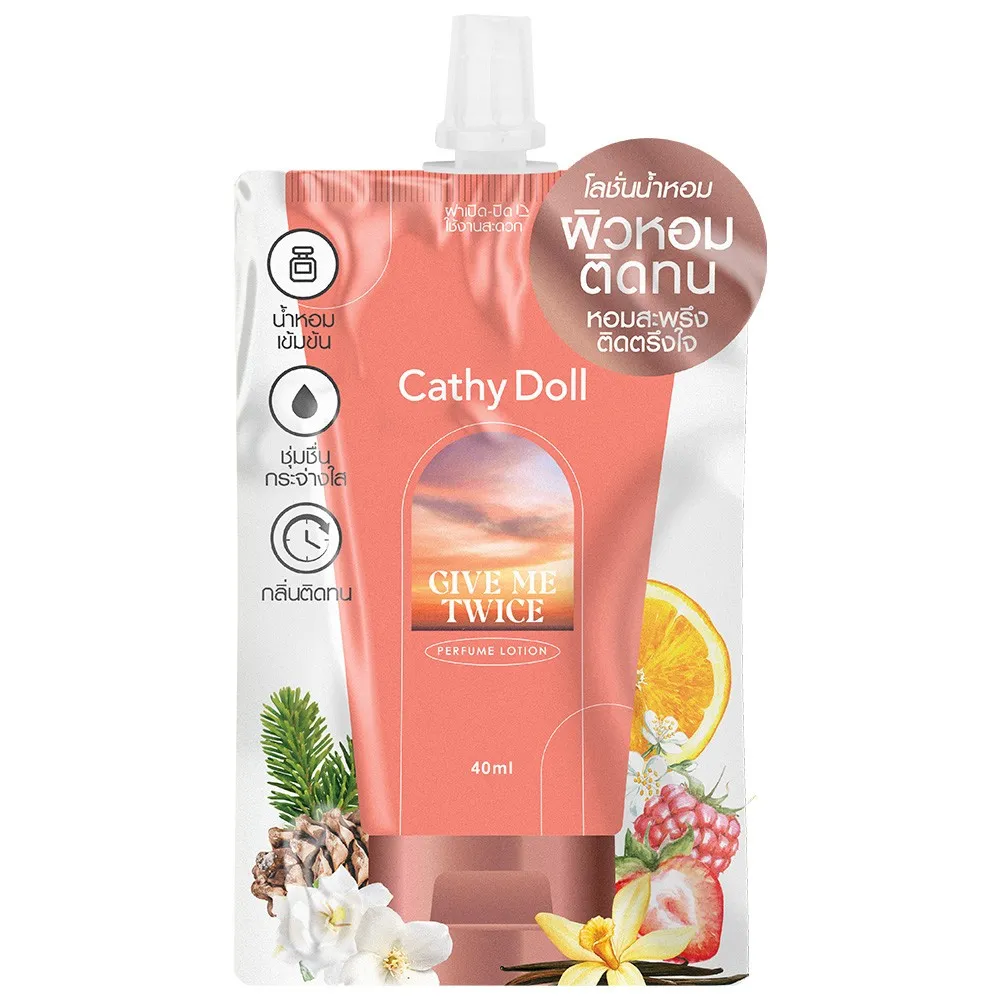 โลชั่นน้ำหอม
ผิวหอม
ติดทน
หอมสะพรึง
ติดตรึงใจ
ฝาเปิด-ปิด
ใช้งานสะดวก
น้ำหอม
เข้มข้น
ชุ่มชื่น
กระจ่างใส
กลิ่นติดทน
Cathy Doll
GIVE ME
TWICE
PERFUME LOTION
40ml